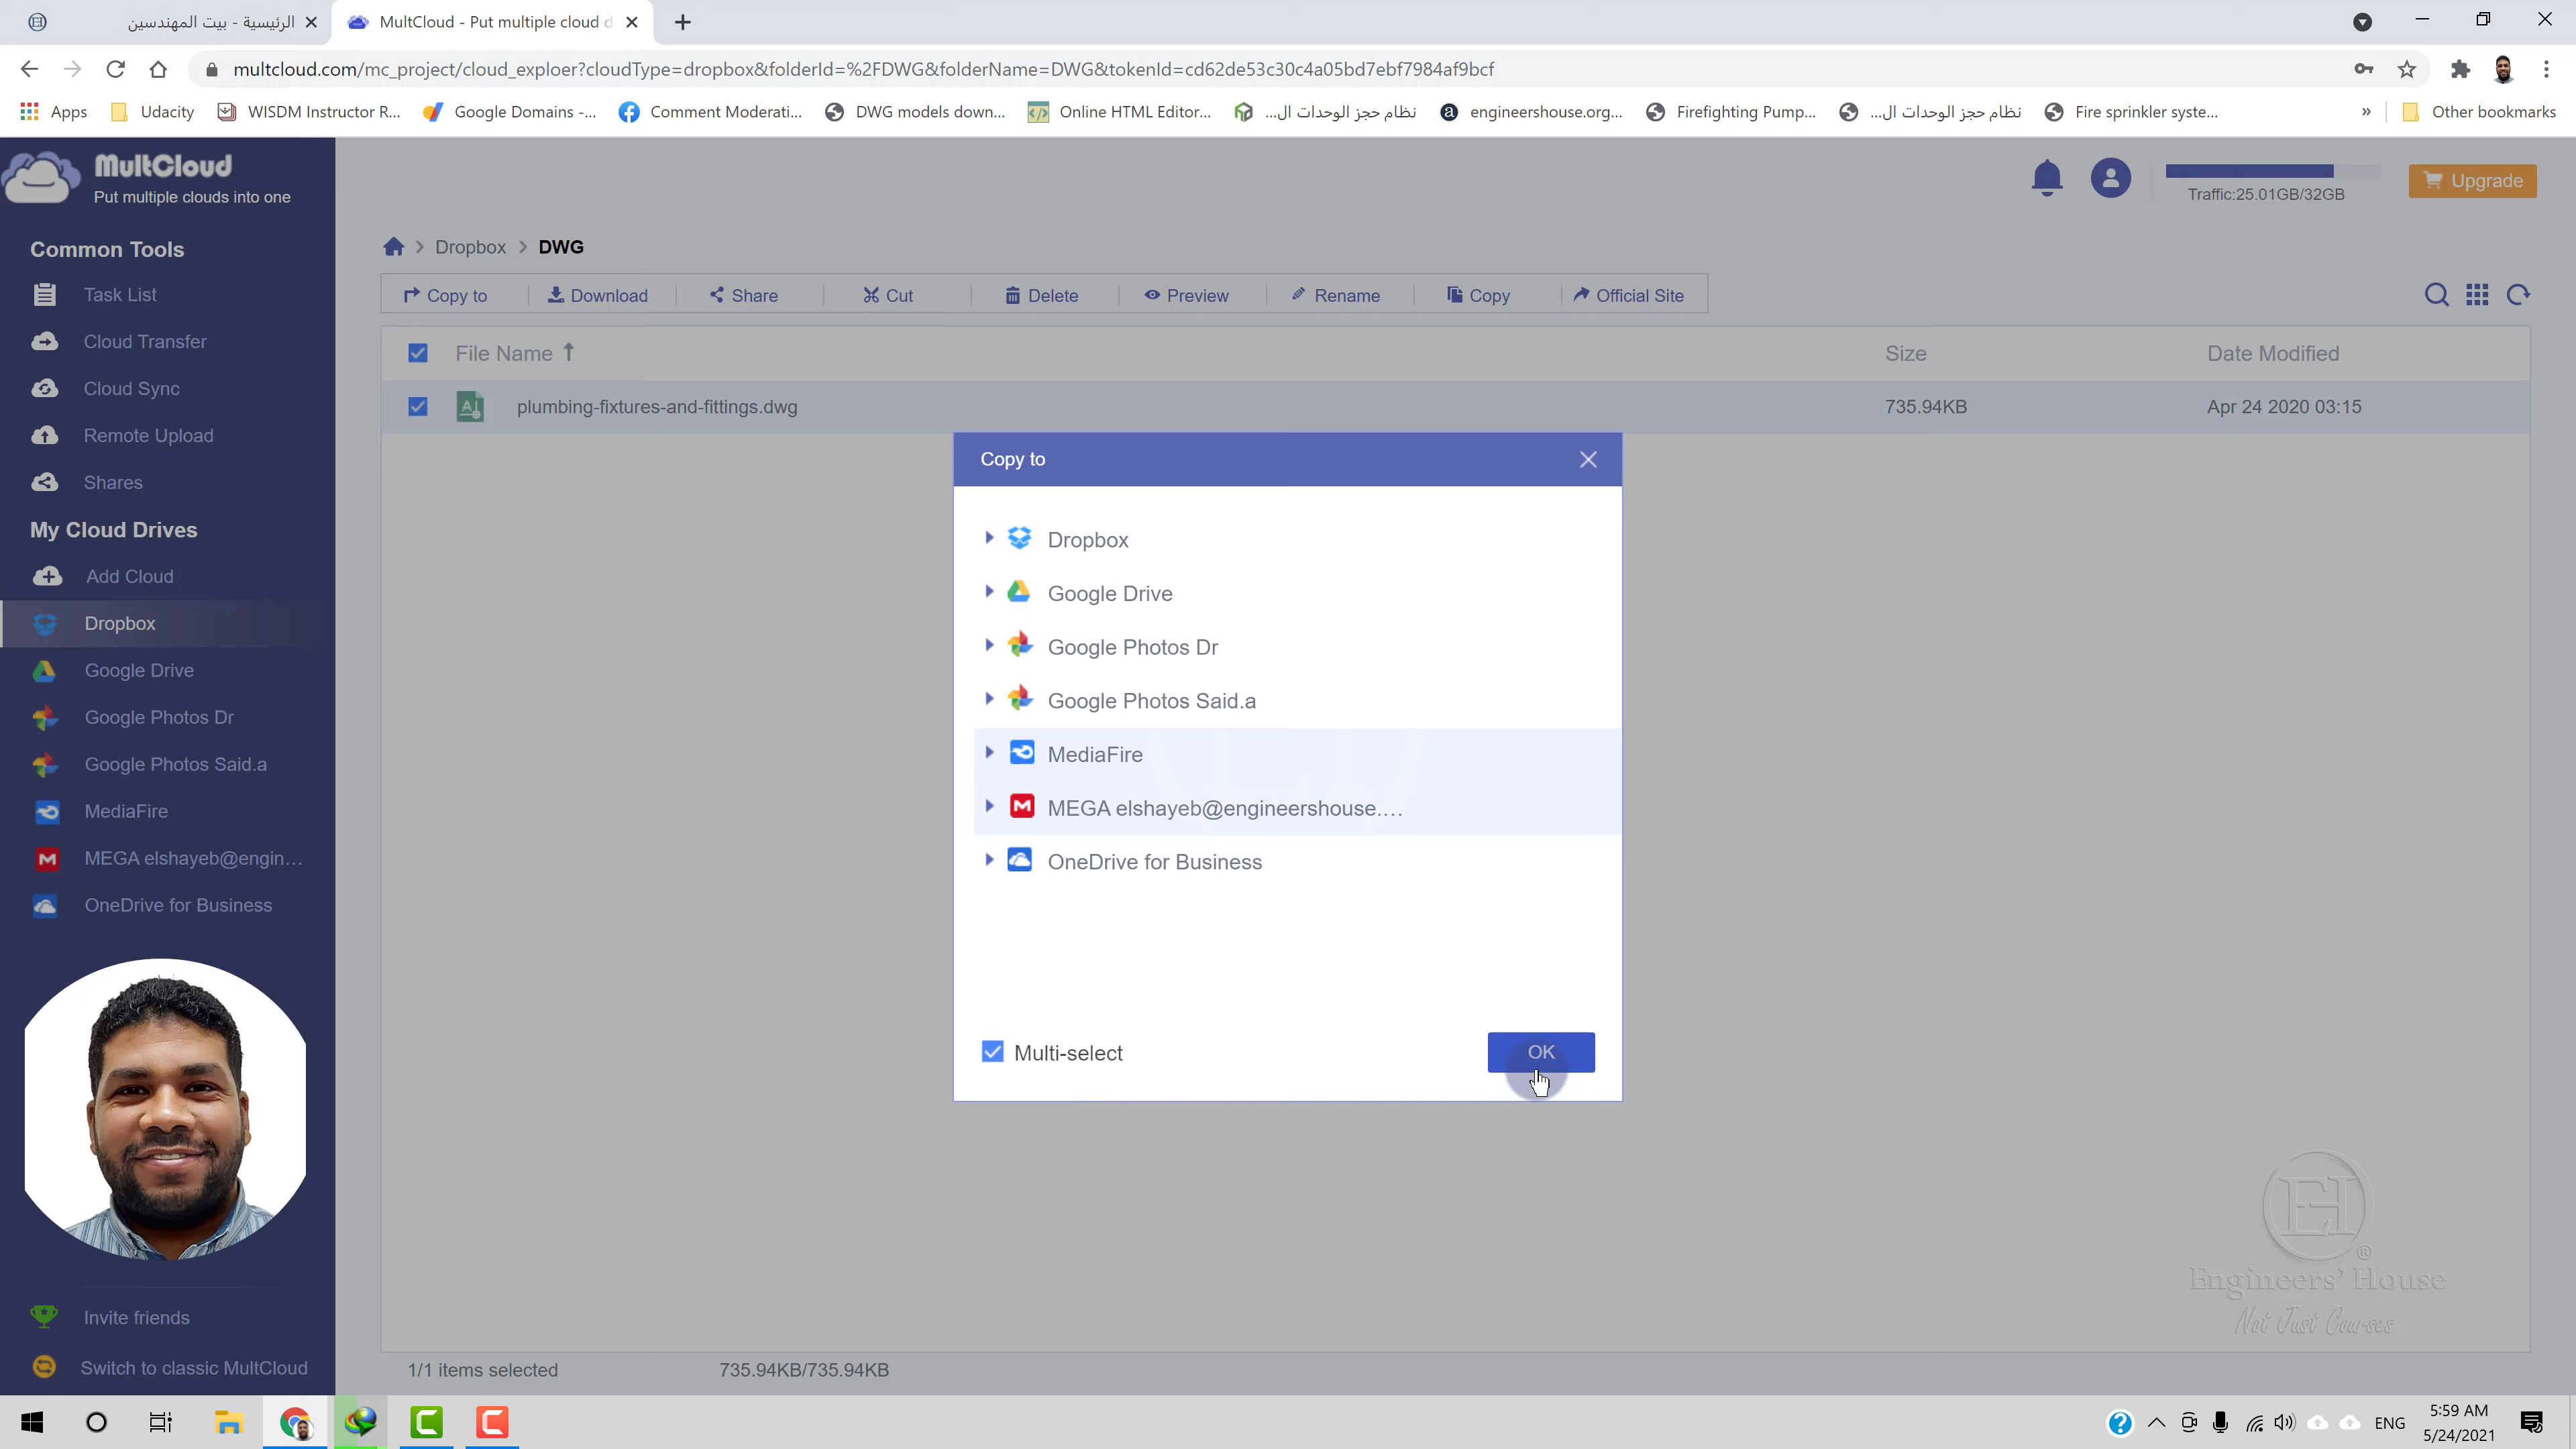 الرئيسية - بيت المهندسين
MultCloud - Put multiple cloud d
multcloud.com/mc_project/cloud_exploer?cloudType=dropbox&folderId=%2FDWG&folderName=DWG&tokenId=cd62de53c30c4a05bd7ebf7984af9bcf
Apps
Udacity
WISDM Instructor R...
Google Domains -...
Comment Moderati...
DWG models down...
Online HTML Editor...
نظام حجز الوحدات ال...
engineershouse.org...
Firefighting Pump...
نظام حجز الوحدات ال...
Fire sprinkler syste...
»
Other bookmarks
MultCloud
Put multiple clouds into one
Traffic:25.01GB/32GB
Upgrade
Common Tools
Task List
Cloud Transfer
Cloud Sync
Remote Upload
Shares
My Cloud Drives
Add Cloud
Dropbox
Google Drive
Google Photos Dr
Google Photos Said.a
MediaFire
MEGA elshayeb@engin...
OneDrive for Business
Invite friends
Switch to classic MultCloud
Dropbox > DWG
Copy to
Download
Share
Cut
Delete
Preview
Rename
Copy
Official Site
File Name
Size
Date Modified
plumbing-fixtures-and-fittings.dwg
735.94KB
Apr 24 2020 03:15
Copy to
Dropbox
Google Drive
Google Photos Dr
Google Photos Said.a
MediaFire
MEGA elshayeb@engineershouse....
OneDrive for Business
Multi-select
OK
EH
®
Engineers' House
Not Just Courses
1/1 items selected
735.94KB/735.94KB
ENG
5:59 AM
5/24/2021